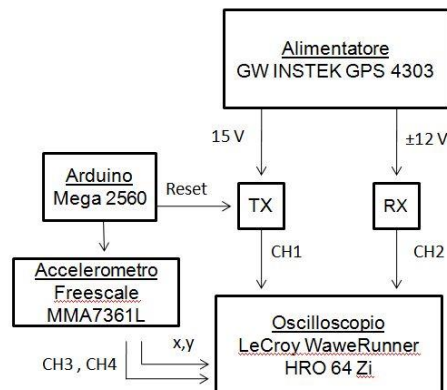 Alimentatore
GW INSTEK GPS 4303
15 V
±12 V
Arduino
Mega 2560
Reset
TX
RX
CH1
CH2
Accelerometro
Freescale
MMA7361L
x,y
CH3 , CH4
Oscilloscopio
LeCroy WaweRunner
HRO 64 Zi